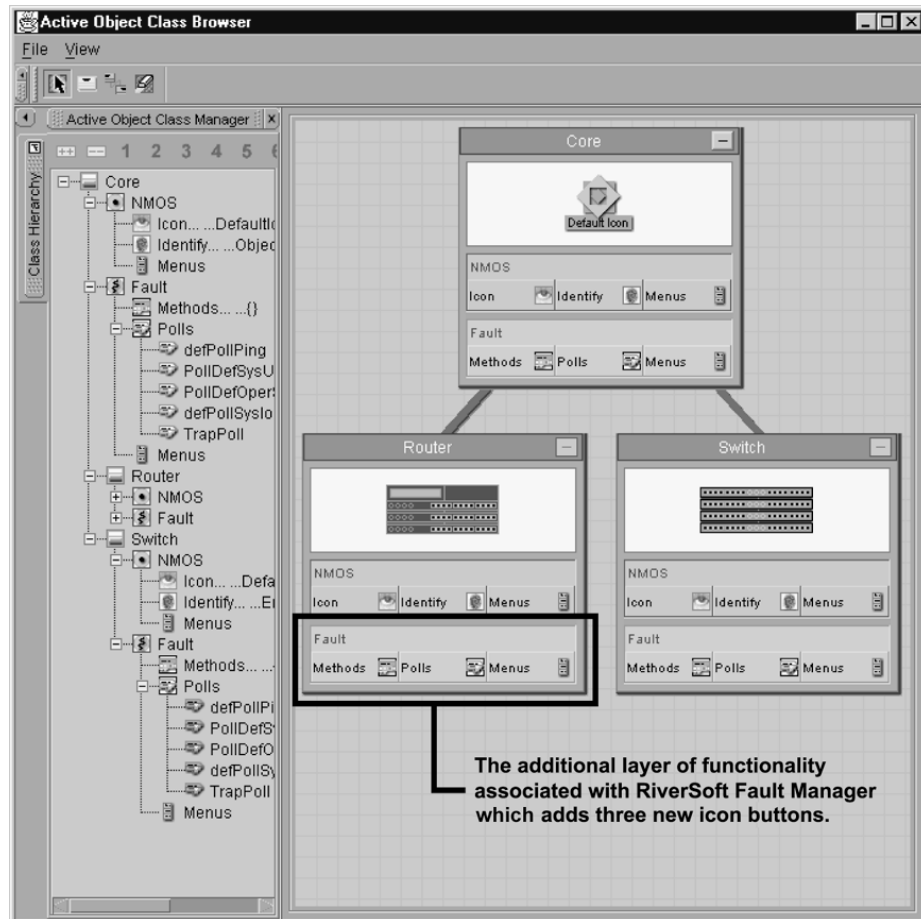 Active Object Class Browser
File View
Active Object Class Manager
1 2 3 4 5
Class Hierarchy
Core
NMOS
Icon... ...DefaultI
Identify... ...Objec
Menus
Fault
Methods... ...{}
Polls
defPollPing
PollDefSysU
PollDefOper
defPollSyslo
TrapPoll
Menus
Router
NMOS
Fault
Switch
NMOS
Icon... ...Defa
Identify... ...E
Menus
Fault
Methods... ...
Polls
defPollPi
PollDefS
PollDefO
defPollSy
TrapPoll
Menus
Core
Default Icon
NMOS
Icon Identify Menus
Fault
Methods Polls Menus
Router
NMOS
Icon Identify Menus
Fault
Methods Polls Menus
Switch
NMOS
Icon Identify Menus
Fault
Methods Polls Menus
The additional layer of functionality
associated with RiverSoft Fault Manager
which adds three new icon buttons.